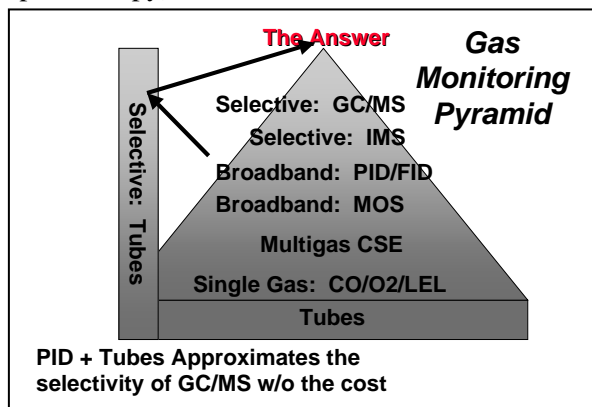 The Answer
Gas
Monitoring
Pyramid
Selective: GC/MS
Selective: IMS
Broadband: PID/FID
Broadband: MOS
Multigas CSE
Single Gas: CO/O2/LEL
Tubes
Selective: Tubes
PID + Tubes Approximates the
selectivity of GC/MS w/o the cost